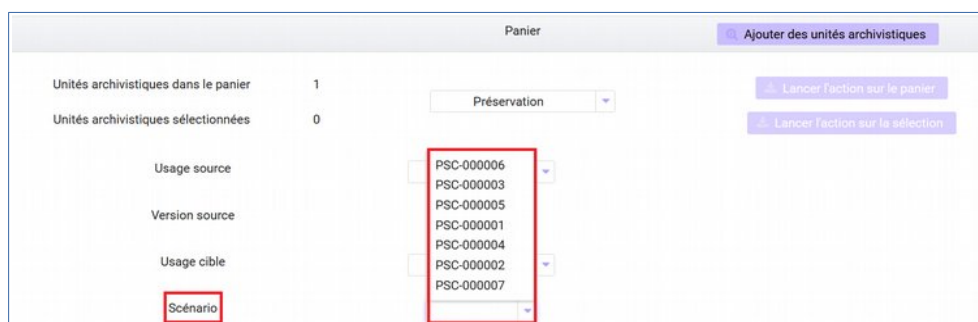 Panier
Ajouter des unités archivistiques
Unités archivistiques dans le panier 1
Préservation
Lancer l'action sur le panier
Unités archivistiques sélectionnées 0
Lancer l'action sur la sélection
Usage source
PSC-000006
PSC-000003
PSC-000005
Version source
PSC-000001
PSC-000004
Usage cible
PSC-000002
PSC-000007
Scénario